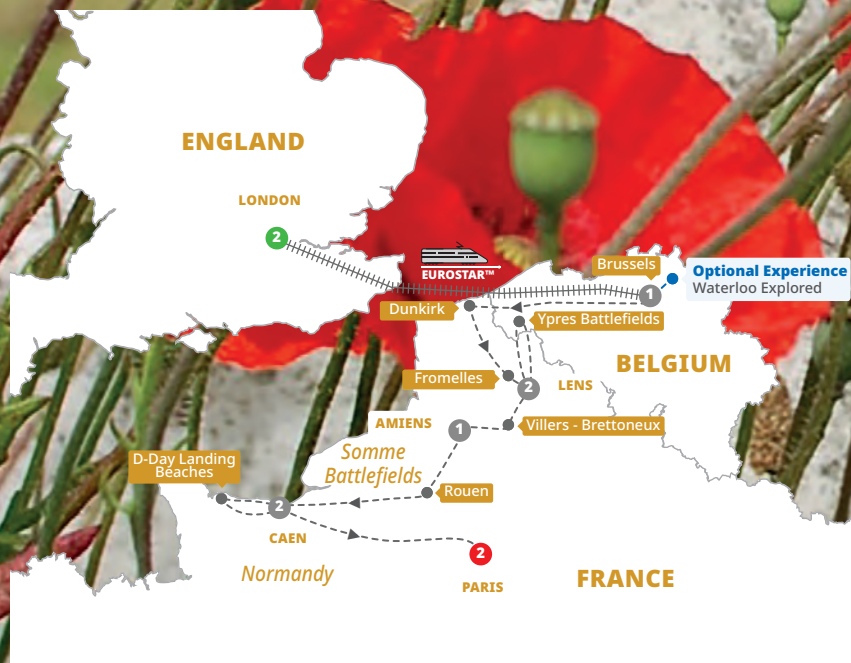 ENGLAND
LONDON
2
EUROSTAR™
Brussels
1
Optional Experience
Waterloo Explored
Dunkirk
Ypres Battlefields
BELGIUM
Fromelles
2
LENS
AMIENS
1
Villers - Brettoneux
Somme
Battlefields
D-Day Landing
Beaches
Rouen
2
CAEN
Normandy
2
PARIS
FRANCE